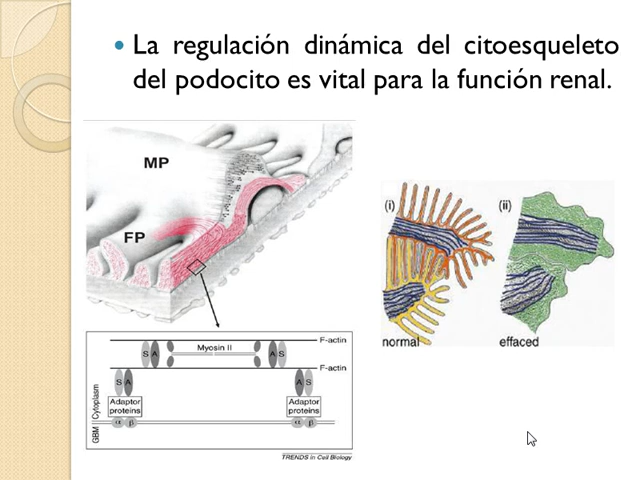 La regulación dinámica del citoesqueleto
del podocito es vital para la función renal.
MP
FP
F-actin
S A Myosin II A S
F-actin
S A A S
Adaptor
proteins
Adaptor
proteins
α β α β
GBM Cytoplasm
TRENDS in Cell Biology
(i) (ii)
normal effaced